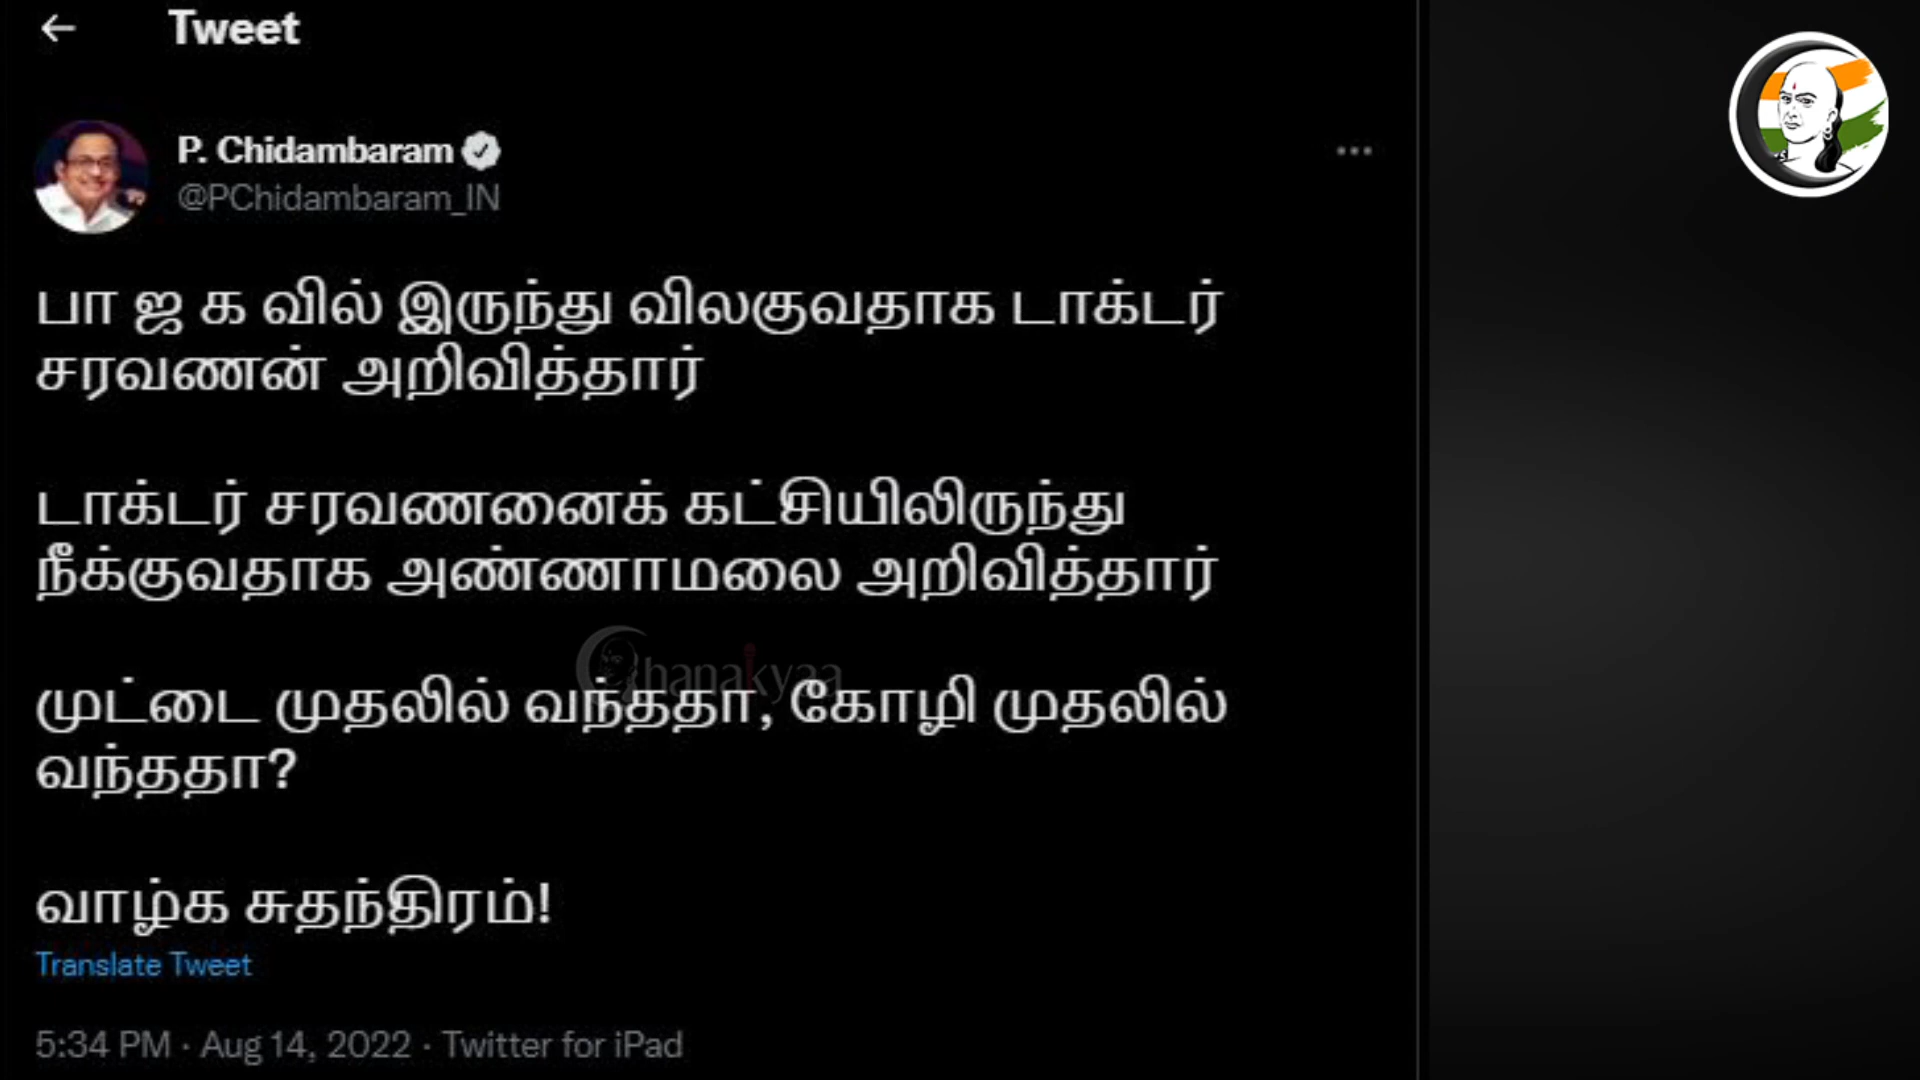 Tweet
P. Chidambaram
@PChidambaram_IN
பா ஜ க வில் இருந்து விலகுவதாக டாக்டர்
சரவணன் அறிவித்தார்
டாக்டர் சரவணனைக் கட்சியிலிருந்து
நீக்குவதாக அண்ணாமலை அறிவித்தார்
முட்டை முதலில் வந்ததா, கோழி முதலில்
வந்ததா?
வாழ்க சுதந்திரம்!
Translate Tweet
5:34 PM · Aug 14, 2022 · Twitter for iPad
Chanakyaa